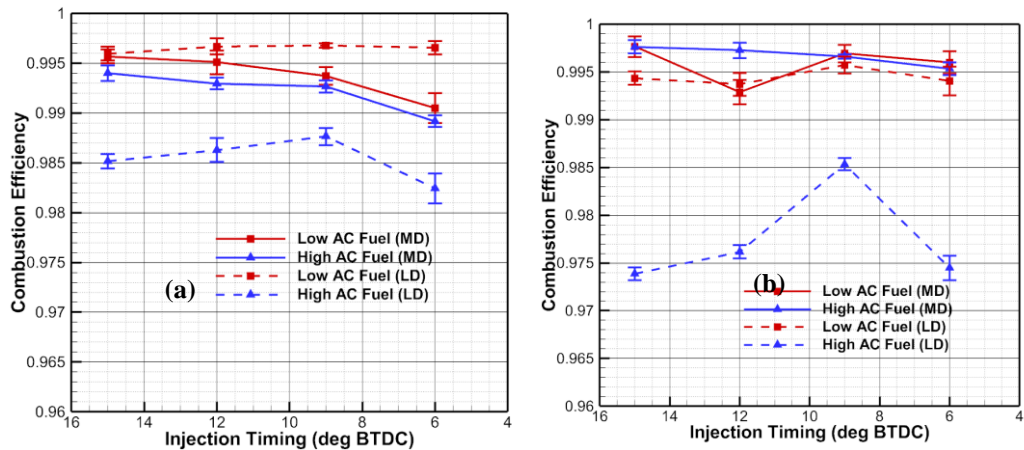 1
0.995
0.99
0.985
0.98
0.975
0.97
0.965
0.96
Combustion Efficiency
Low AC Fuel (MD)
High AC Fuel (MD)
Low AC Fuel (LD)
High AC Fuel (LD)
(a)
16 14 12 10 8 6 4
Injection Timing (deg BTDC)
1
0.995
0.99
0.985
0.98
0.975
0.97
0.965
0.96
Combustion Efficiency
(b)
Low AC Fuel (MD)
High AC Fuel (MD)
Low AC Fuel (LD)
High AC Fuel (LD)
16 14 12 10 8 6 4
Injection Timing (deg BTDC)